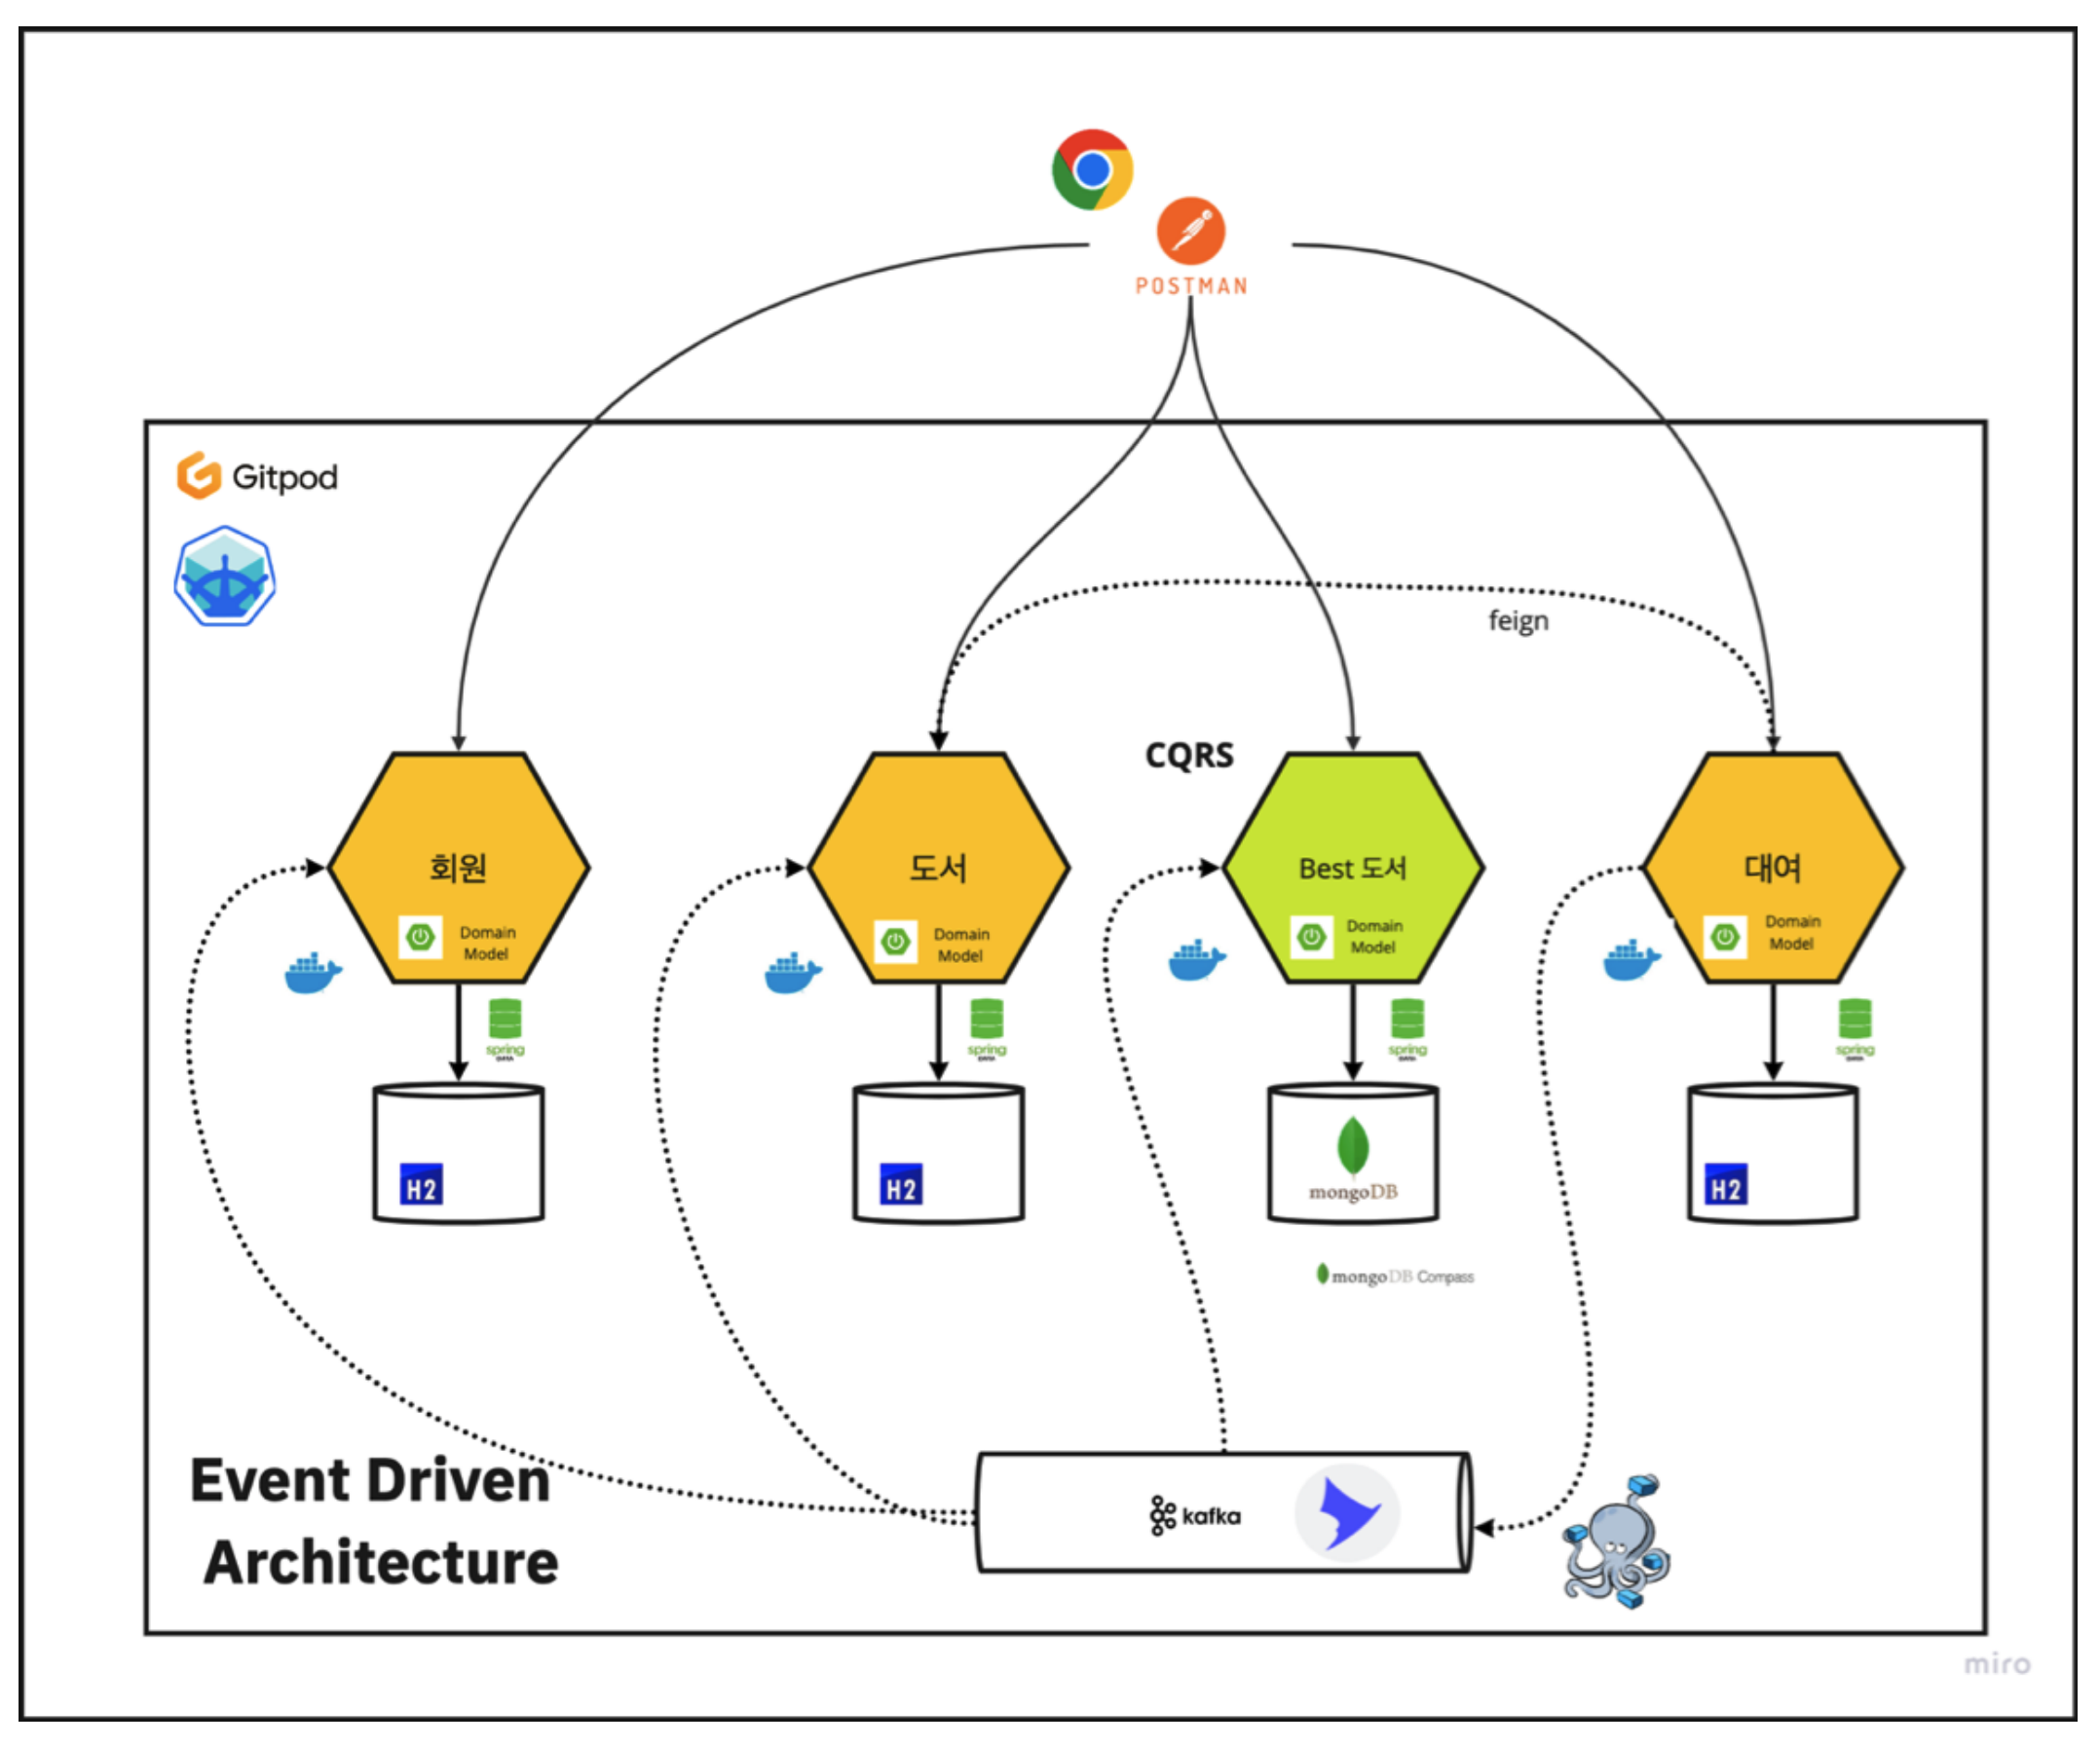 POSTMAN
Gitpod
feign
CQRS
회원
Domain
Model
도서
Domain
Model
Best 도서
Domain
Model
대여
Domain
Model
spring
DATA
spring
DATA
spring
DATA
spring
DATA
H2
H2
mongoDB
H2
mongoDB Compass
Event Driven
Architecture
kafka
miro